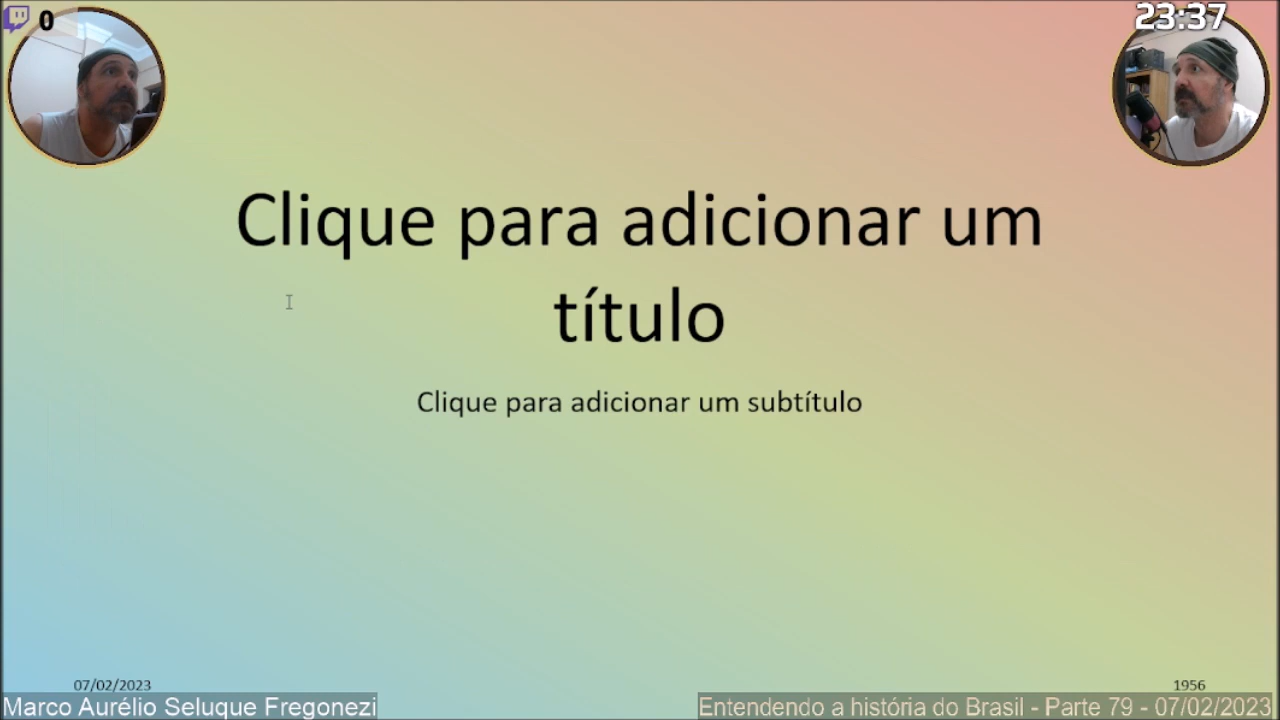 0
23:37
Clique para adicionar um
título
Clique para adicionar um subtítulo
07/02/2023
1956
Marco Aurélio Seluque Fregonezi
Entendendo a história do Brasil - Parte 79 - 07/02/2023